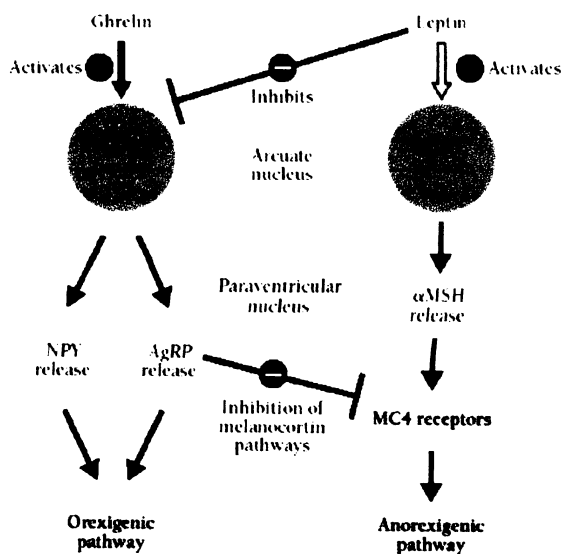 Ghrelin
Leptin
Activates
Activates
Inhibits
Arcuate
nucleus
Paraventricular
nucleus
αMSH
release
NPY
release
AgRP
release
Inhibition of
melanocortin
pathways
MC4 receptors
Orexigenic
pathway
Anorexigenic
pathway